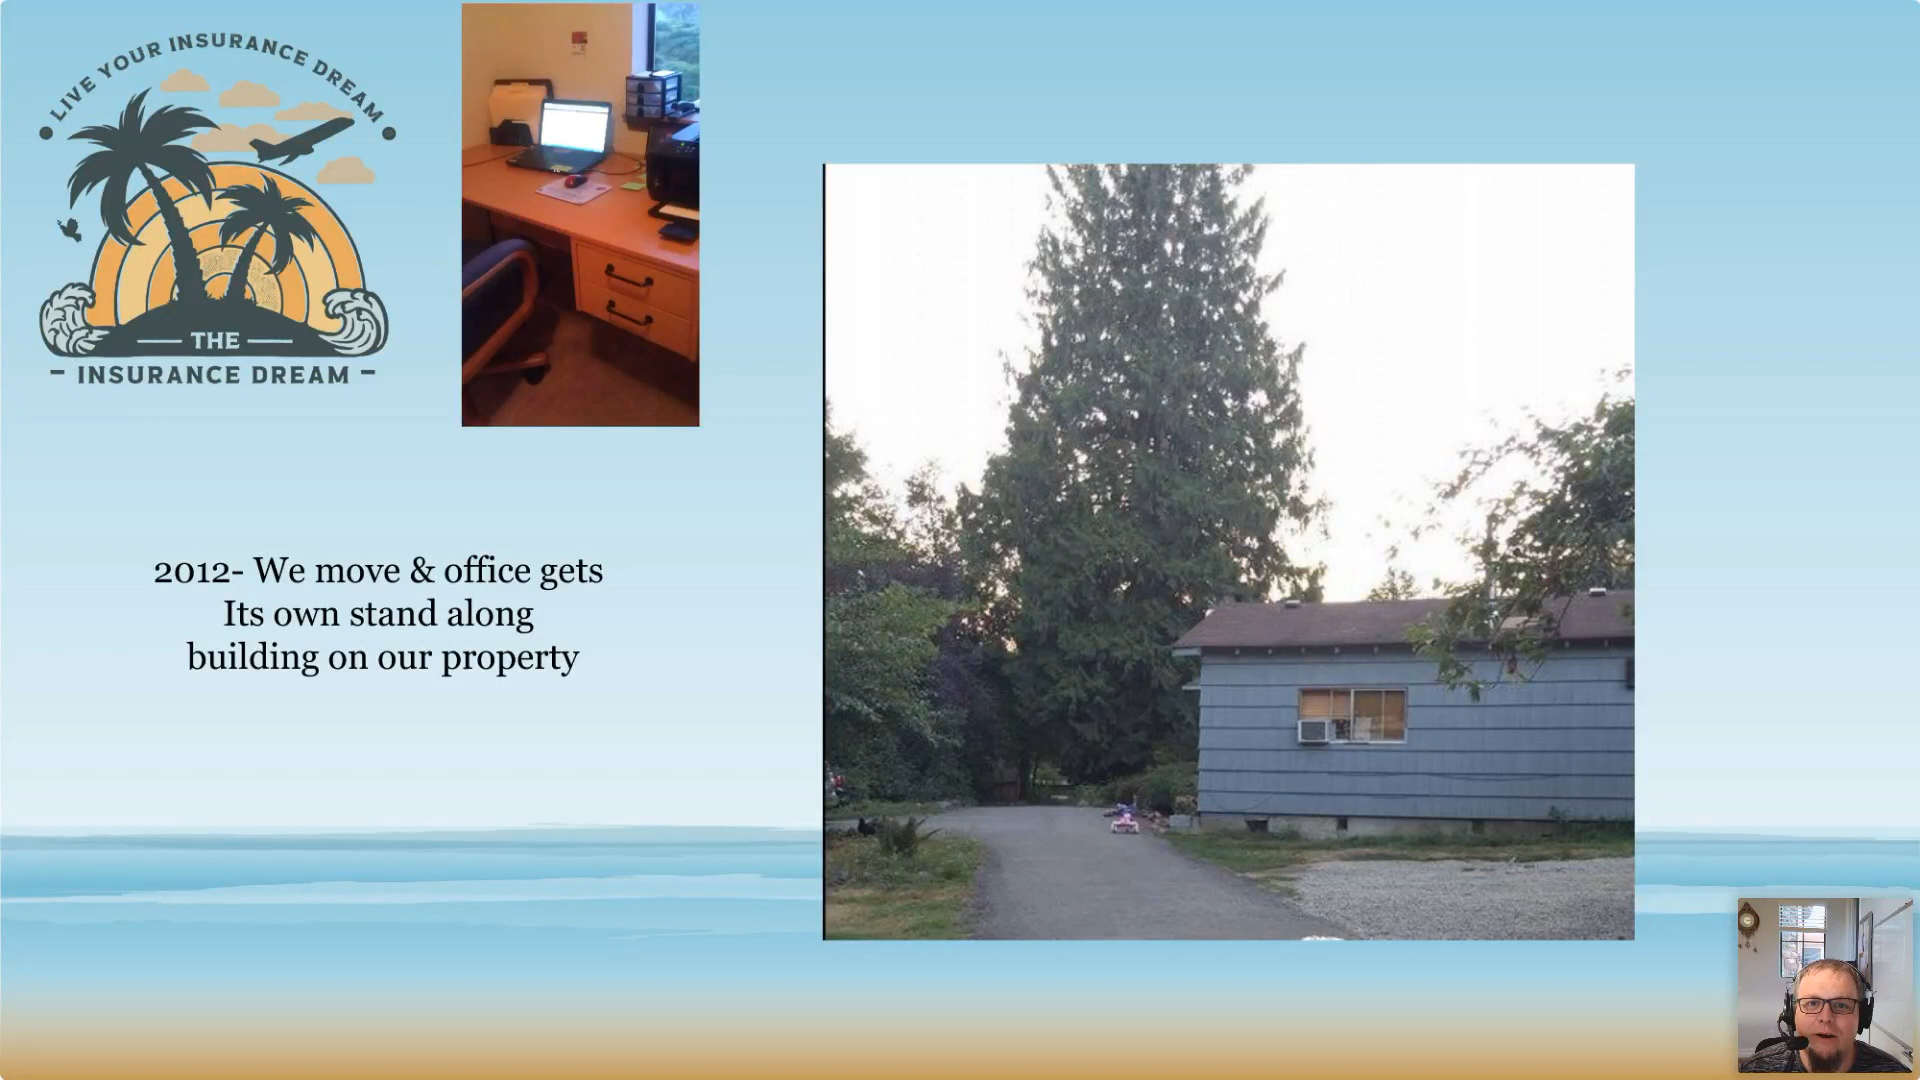 LIVE YOUR INSURANCE DREAM
THE
- INSURANCE DREAM -
2012- We move & office gets
Its own stand along
building on our property